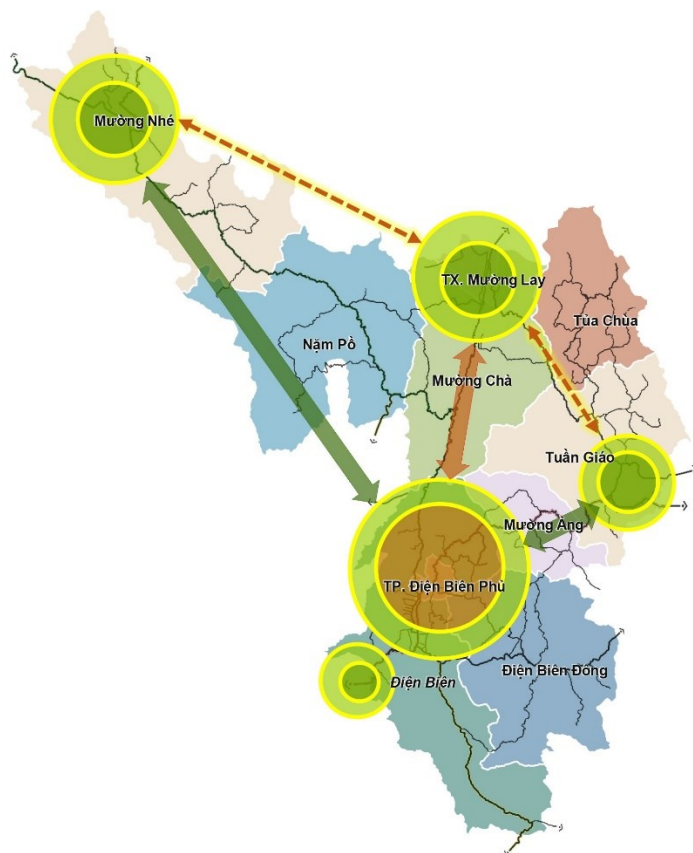 Mường Nhé
TX. Mường Lay
Tủa Chùa
Nặm Pồ
Mường Chà
Tuần Giáo
Mường Ảng
TP. Điện Biên Phủ
Điện Biên Đông
Điện Biên